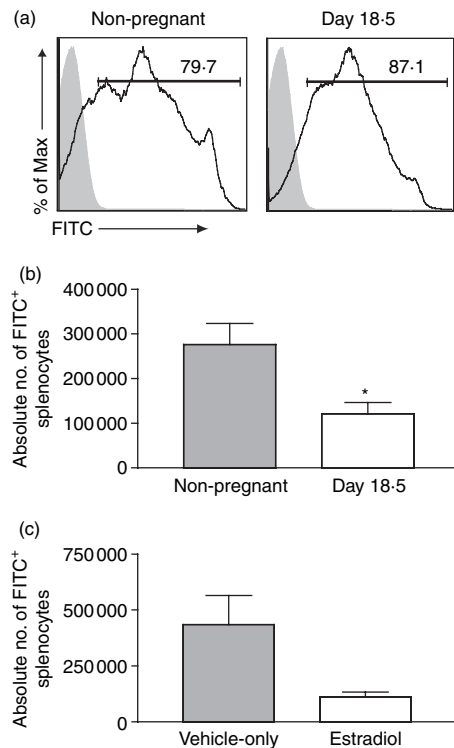 (a)
Non-pregnant
Day 18·5
79·7
87·1
% of Max
FITC
(b)
Absolute no. of FITC+
splenocytes
400 000
300 000
200 000
100 000
0
*
Non-pregnant
Day 18·5
(c)
Absolute no. of FITC+
splenocytes
750 000
500 000
250 000
0
Vehicle-only
Estradiol